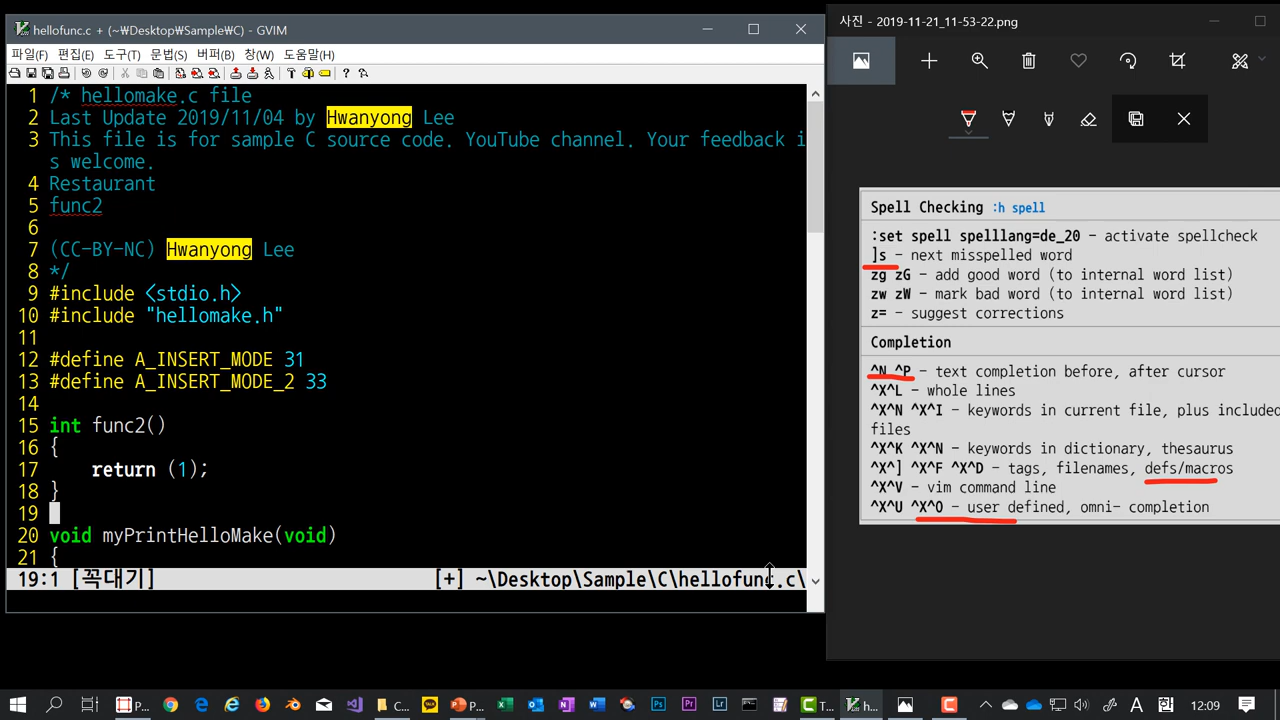 hellofunc.c + (~\Desktop\Sample\C) - GVIM
파일(F) 편집(E) 도구(T) 문법(S) 버퍼(B) 창(W) 도움말(H)
1 /* hellomake.c file
2 Last Update 2019/11/04 by Hwanyong Lee
3 This file is for sample C source code. YouTube channel. Your feedback i
s welcome.
4 Restaurant
5 func2
6
7 (CC-BY-NC) Hwanyong Lee
8 */
9 #include <stdio.h>
10 #include "hellomake.h"
11
12 #define A_INSERT_MODE 31
13 #define A_INSERT_MODE_2 33
14
15 int func2()
16 {
17     return (1);
18 }
19
20 void myPrintHelloMake(void)
21 {
19:1 [꼭대기] [+] ~\Desktop\Sample\C\hellofunc.c\
사진 - 2019-11-21_11-53-22.png
Spell Checking :h spell
:set spell spelllang=de_20 - activate spellcheck
]s - next misspelled word
zg zG - add good word (to internal word list)
zw zW - mark bad word (to internal word list)
z= - suggest corrections
Completion
^N ^P - text completion before, after cursor
^X^L - whole lines
^X^N ^X^I - keywords in current file, plus included
files
^X^K ^X^N - keywords in dictionary, thesaurus
^X^] ^X^F ^X^D - tags, filenames, defs/macros
^X^V - vim command line
^X^U ^X^O - user defined, omni- completion
P... C... P... T... h... A 12:09